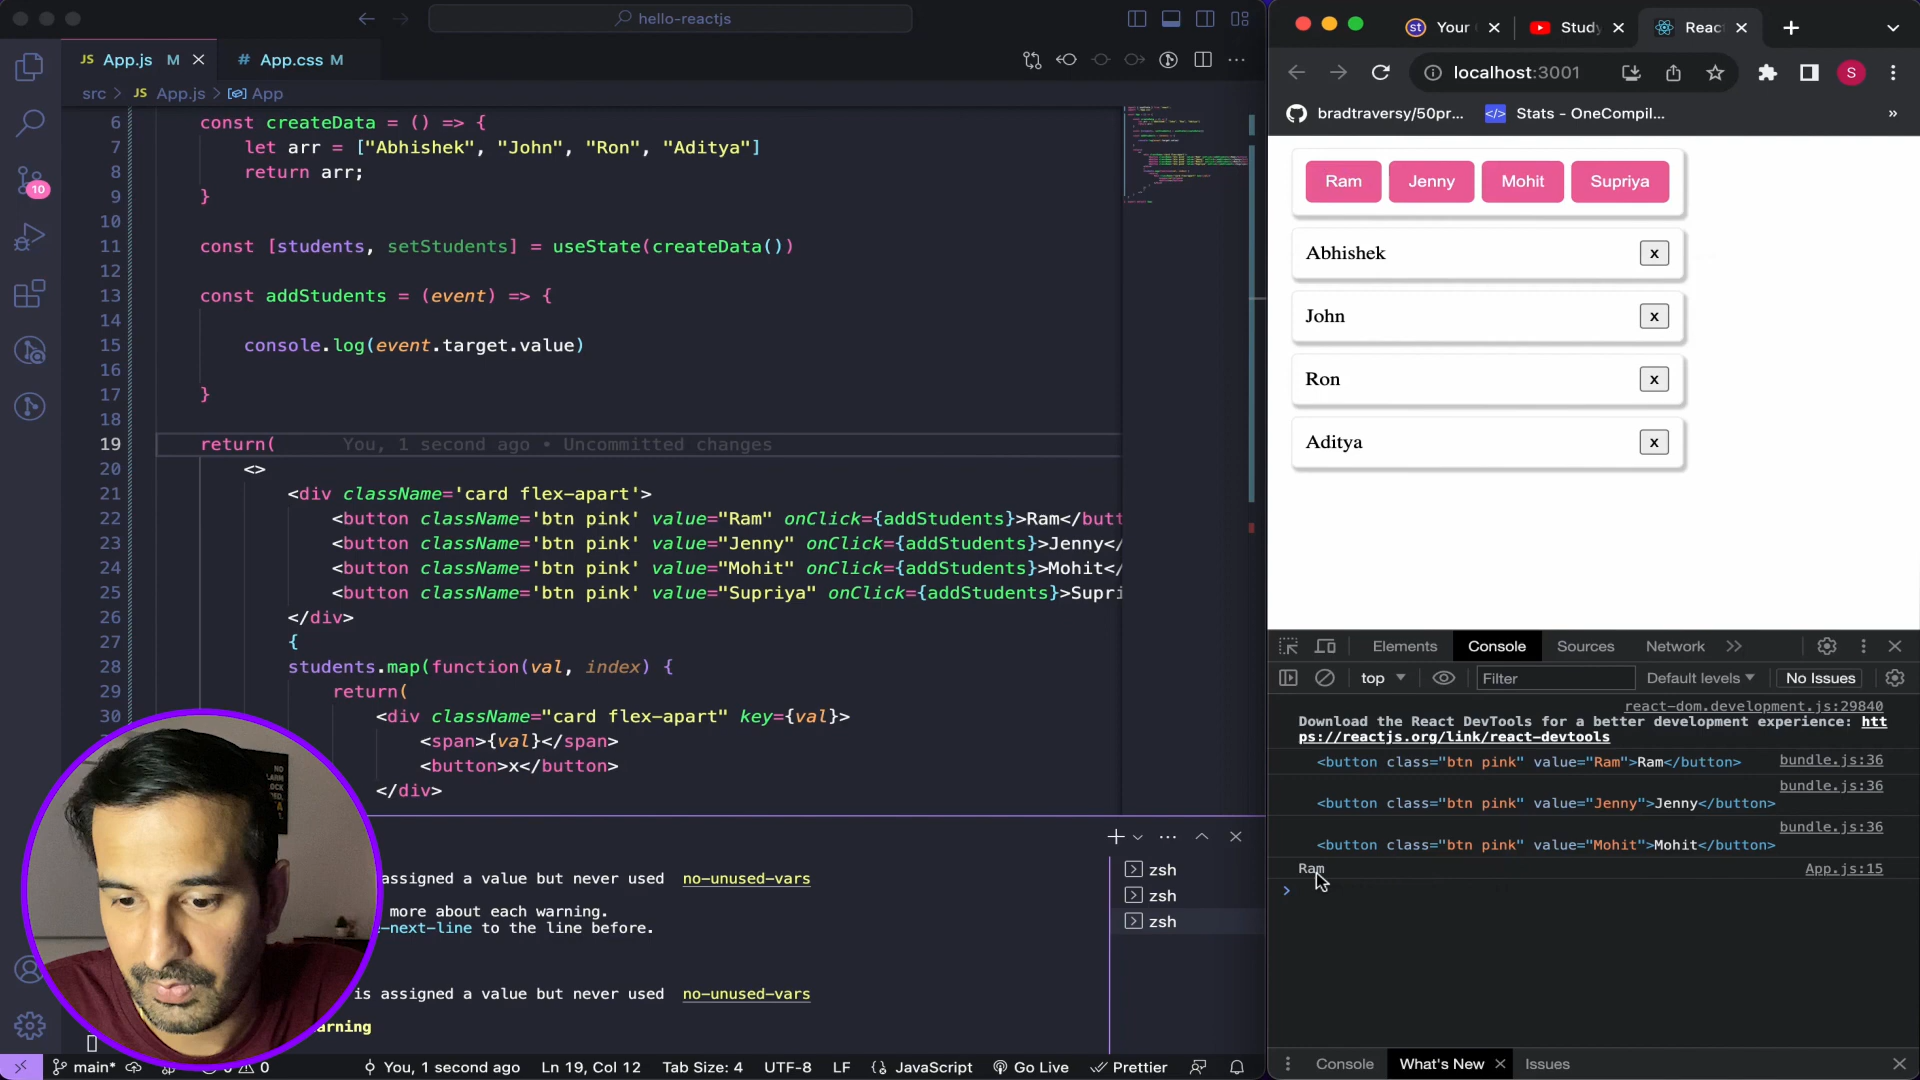 hello-reactjs
JS App.js M
# App.css M
src > JS App.js > App
6 const createData = () => {
7 let arr = ["Abhishek", "John", "Ron", "Aditya"]
8 return arr;
9 }
10
11 const [students, setStudents] = useState(createData())
12
13 const addStudents = (event) => {
14
15 console.log(event.target.value)
16
17 }
18
19 return( You, 1 second ago • Uncommitted changes
20 <>
21 <div className='card flex-apart'>
22 <button className='btn pink' value="Ram" onClick={addStudents}>Ram</butt
23 <button className='btn pink' value="Jenny" onClick={addStudents}>Jenny</
24 <button className='btn pink' value="Mohit" onClick={addStudents}>Mohit</
25 <button className='btn pink' value="Supriya" onClick={addStudents}>Supri
26 </div>
27 {
28 students.map(function(val, index) {
29 return(
30 <div className="card flex-apart" key={val}>
<span>{val}</span>
<button>x</button>
</div>
10
assigned a value but never used no-unused-vars
more about each warning.
-next-line to the line before.
is assigned a value but never used no-unused-vars
arning
zsh
zsh
zsh
main* 0 0 You, 1 second ago Ln 19, Col 12 Tab Size: 4 UTF-8 LF {} JavaScript Go Live Prettier
st Your
Study
React
localhost:3001
S
bradtraversy/50pr...
</> Stats - OneCompil...
»
Ram Jenny Mohit Supriya
Abhishek x
John x
Ron x
Aditya x
Elements Console Sources Network »
top Filter Default levels No Issues
react-dom.development.js:29840
Download the React DevTools for a better development experience: htt
ps://reactjs.org/link/react-devtools
<button class="btn pink" value="Ram">Ram</button> bundle.js:36
bundle.js:36
<button class="btn pink" value="Jenny">Jenny</button>
bundle.js:36
<button class="btn pink" value="Mohit">Mohit</button>
Ram App.js:15
>
Console What's New Issues